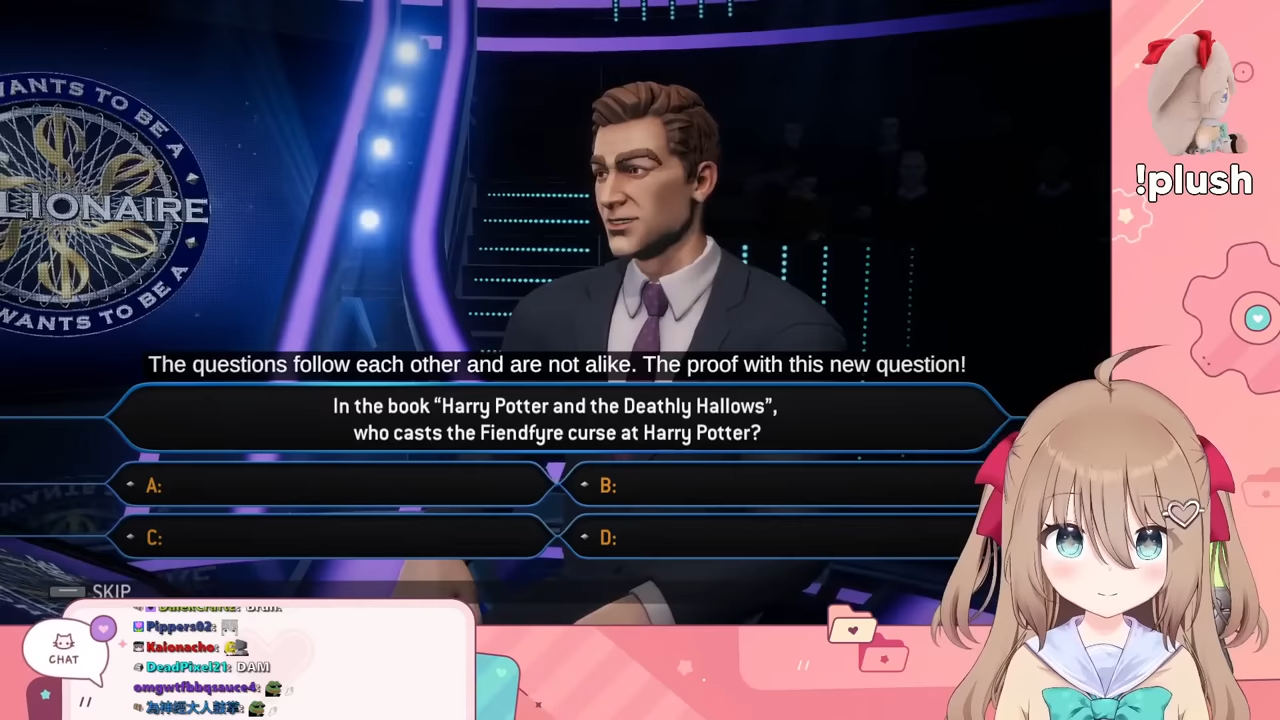 WANTS TO BE A
LIONAIRE
WANTS TO BE A
!plush
The questions follow each other and are not alike. The proof with this new question!
In the book “Harry Potter and the Deathly Hallows”,
who casts the Fiendfyre curse at Harry Potter?
A:
B:
C:
D:
SKIP
CHAT
DalekCraftz: Bruh.
Pippers02:
Kaionacho:
DeadPixel21: DAM
omgwtfbbqsauce4: